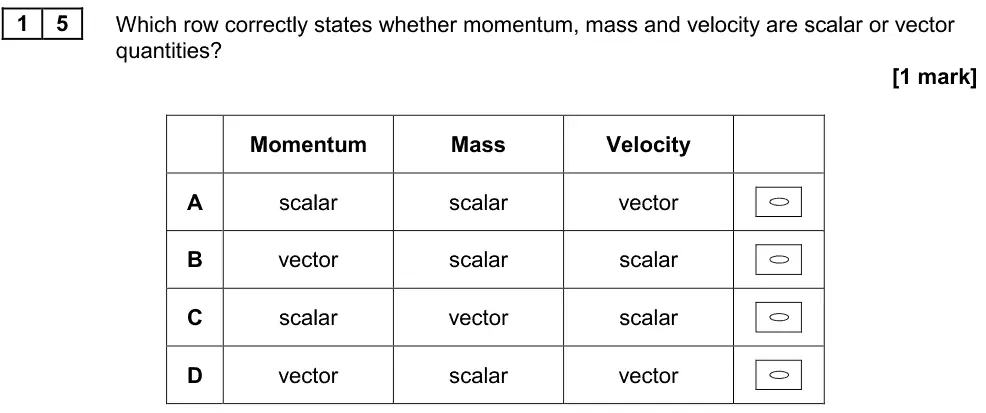 1 5 Which row correctly states whether momentum, mass and velocity are scalar or vector
quantities?
[1 mark]
Momentum Mass Velocity
A scalar scalar vector
B vector scalar scalar
C scalar vector scalar
D vector scalar vector